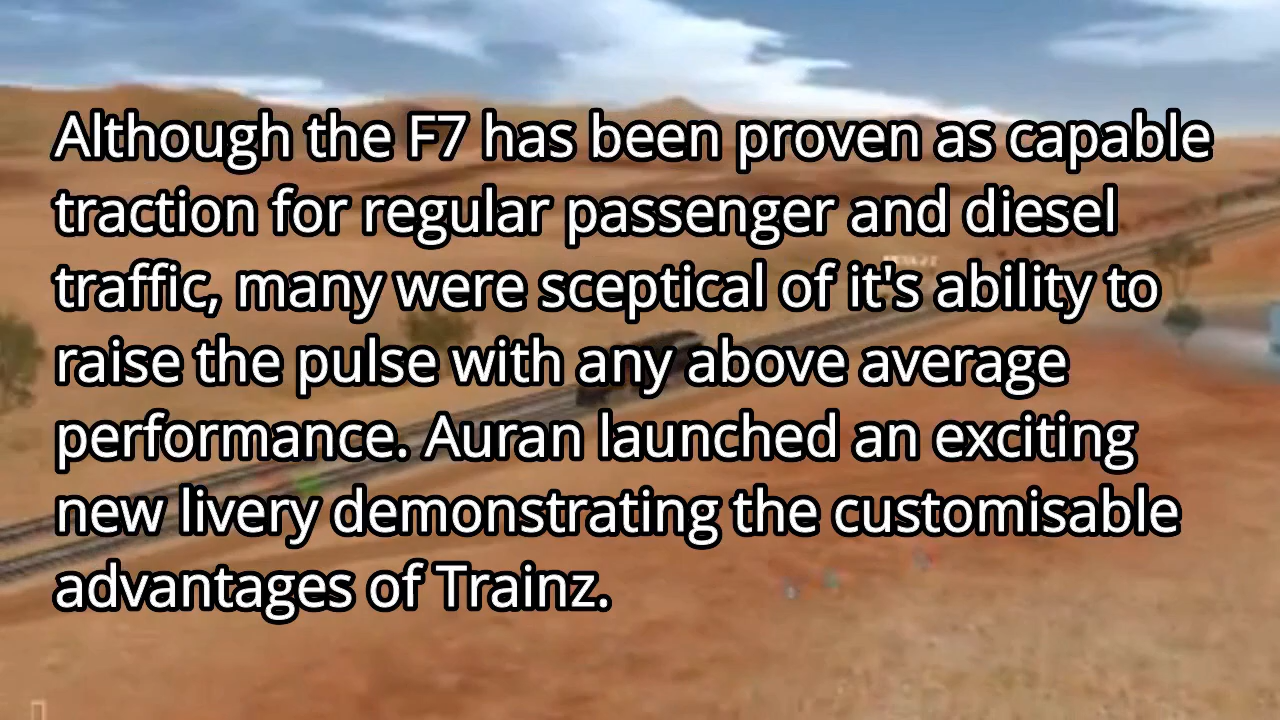 Although the F7 has been proven as capable
traction for regular passenger and diesel
traffic, many were sceptical of it's ability to
raise the pulse with any above average
performance. Auran launched an exciting
new livery demonstrating the customisable
advantages of Trainz.